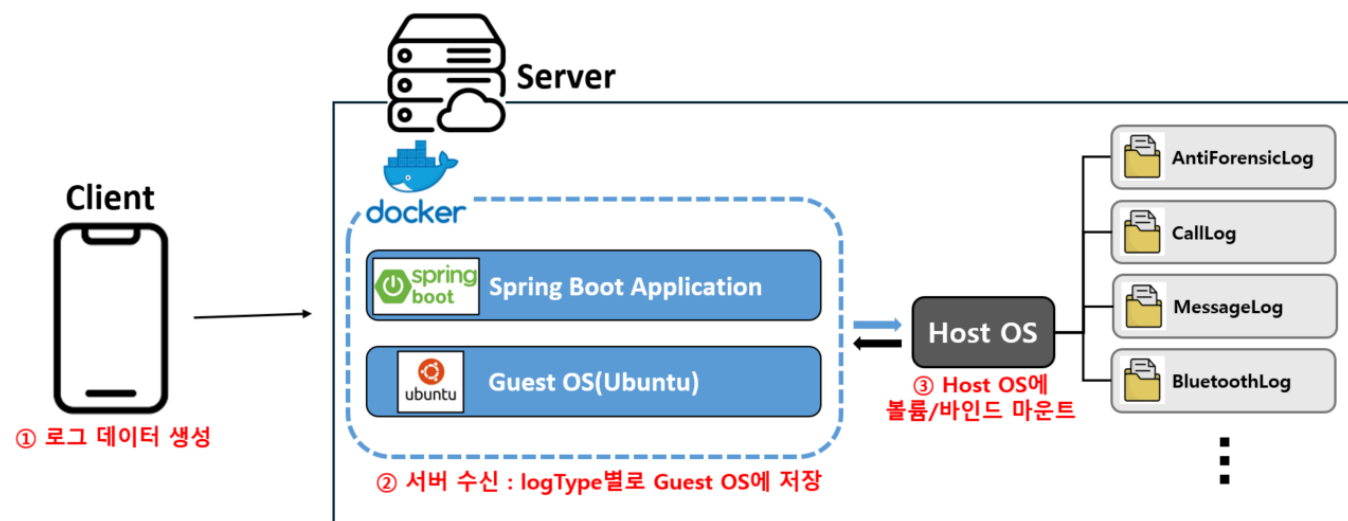 Server
docker
Client
spring
boot
Spring Boot Application
ubuntu
Guest OS(Ubuntu)
Host OS
AntiForensicLog
CallLog
MessageLog
BluetoothLog
① 로그 데이터 생성
② 서버 수신 : logType별로 Guest OS에 저장
③ Host OS에
볼륨/바인드 마운트